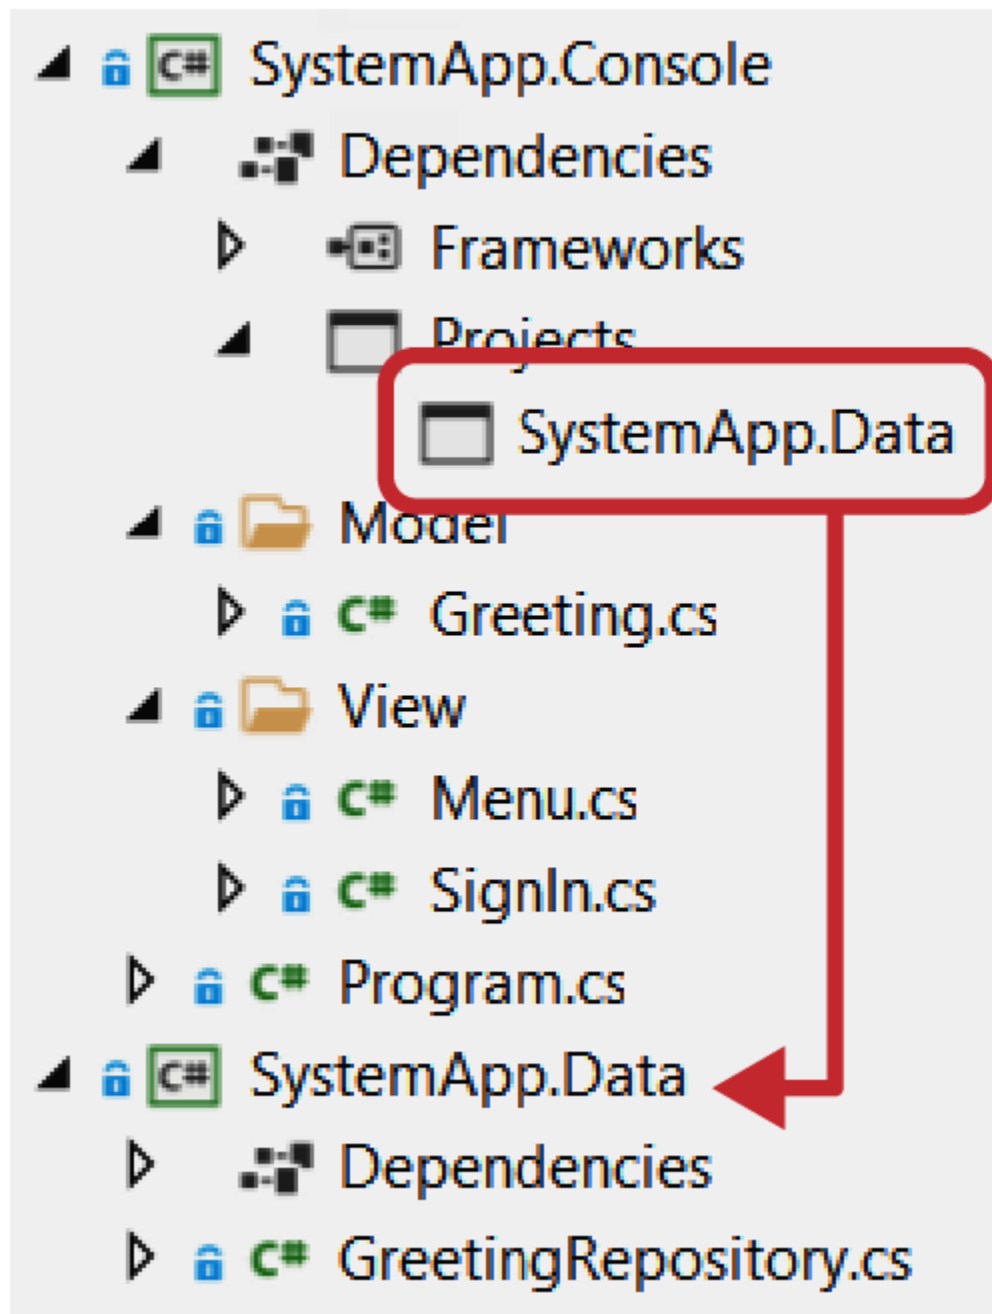 C# SystemApp.Console
Dependencies
Frameworks
Projects
SystemApp.Data
Model
C# Greeting.cs
View
C# Menu.cs
C# SignIn.cs
C# Program.cs
C# SystemApp.Data
Dependencies
C# GreetingRepository.cs